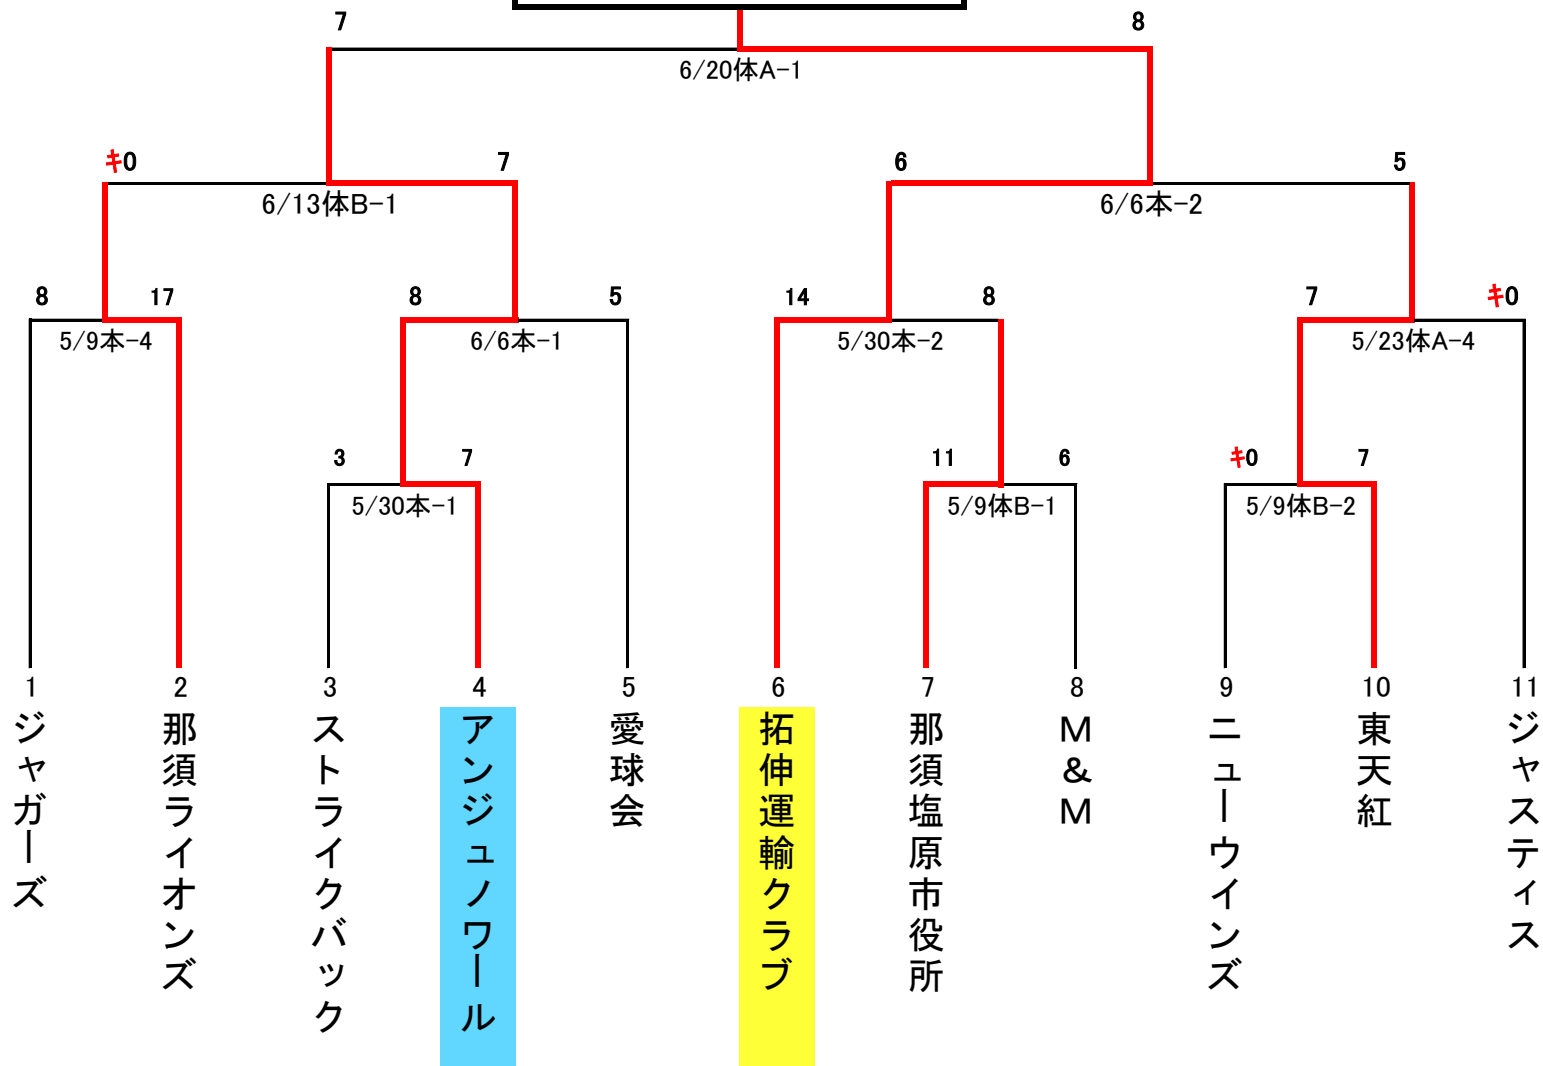 7 8
6/20体A-1
キ0 7 6 5
6/13体B-1 6/6本-2
8 17 8 5 14 8 7 キ0
5/9本-4 6/6本-1 5/30本-2 5/23体A-4
3 7 11 6 キ0 7
5/30本-1 5/9体B-1 5/9体B-2
1 2 3 4 5 6 7 8 9 10 11
ジャガーズ
那須ライオンズ
ストライクバック
アンジュノワール
愛球会
拓伸運輸クラブ
那須塩原市役所
M&M
ニューウインズ
東天紅
ジャスティス